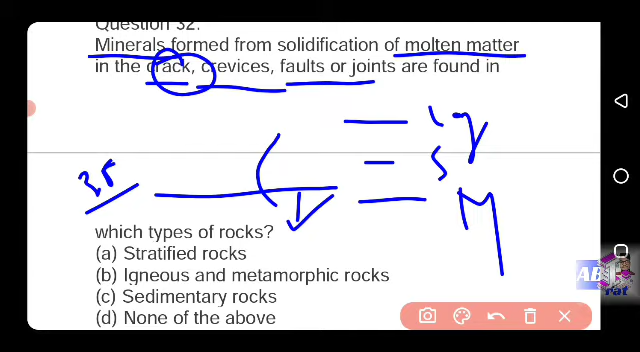 Question 32.
Minerals formed from solidification of molten matter
in the crack, crevices, faults or joints are found in
Ig
S
M
which types of rocks?
(a) Stratified rocks
(b) Igneous and metamorphic rocks
(c) Sedimentary rocks
(d) None of the above